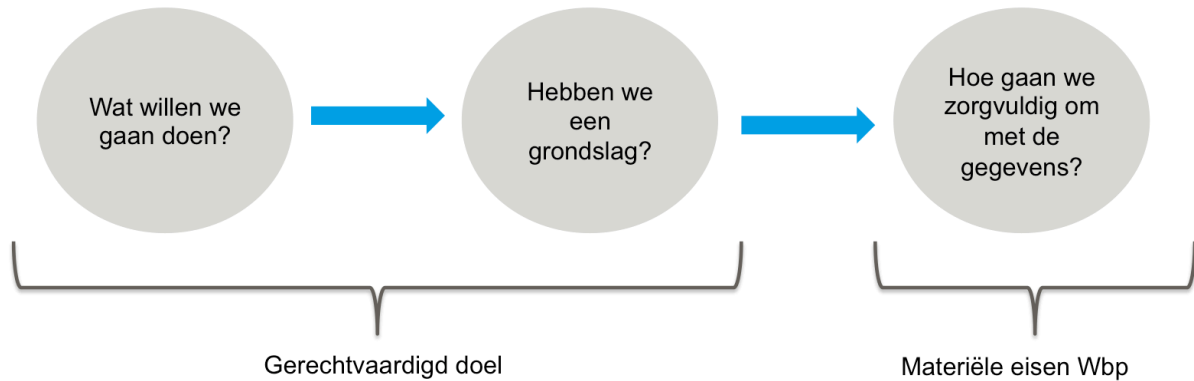 Wat willen we
gaan doen?
Hebben we
een
grondslag?
Hoe gaan we
zorgvuldig om
met de
gegevens?
Gerechtvaardigd doel
Materiële eisen Wbp